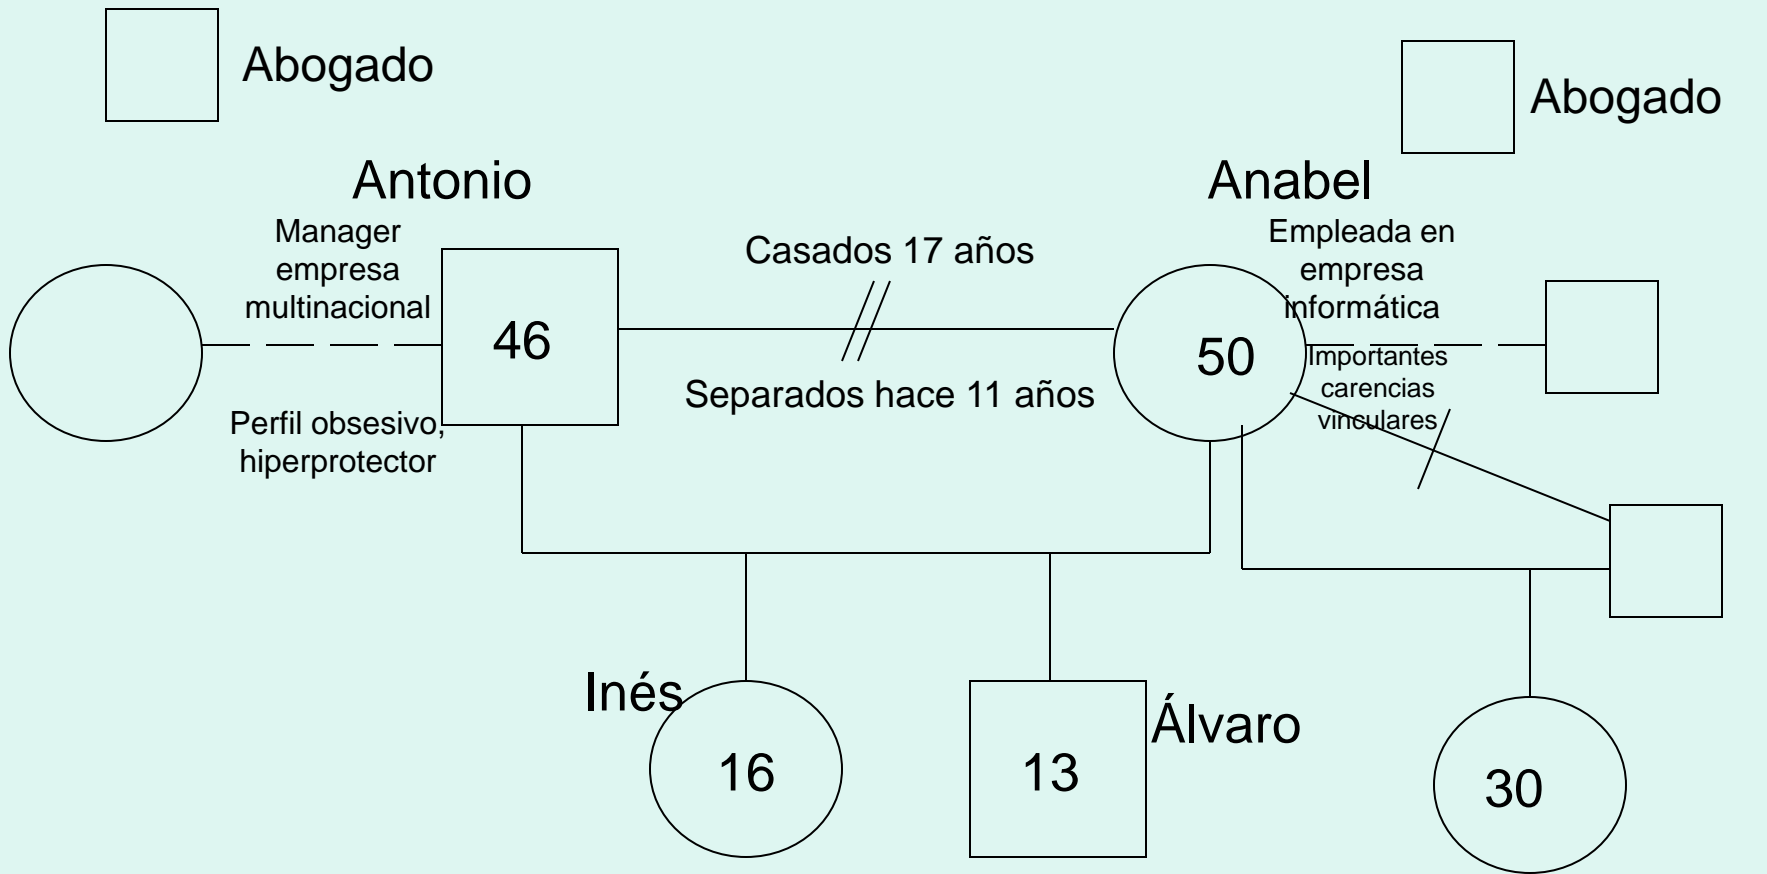 Abogado
Abogado
Antonio
Anabel
Manager
empresa
multinacional
Casados 17 años
Empleada en
empresa
informática
46
50
Importantes
carencias
vinculares
Separados hace 11 años
Perfil obsesivo,
hiperprotector
Inés
Álvaro
16
13
30